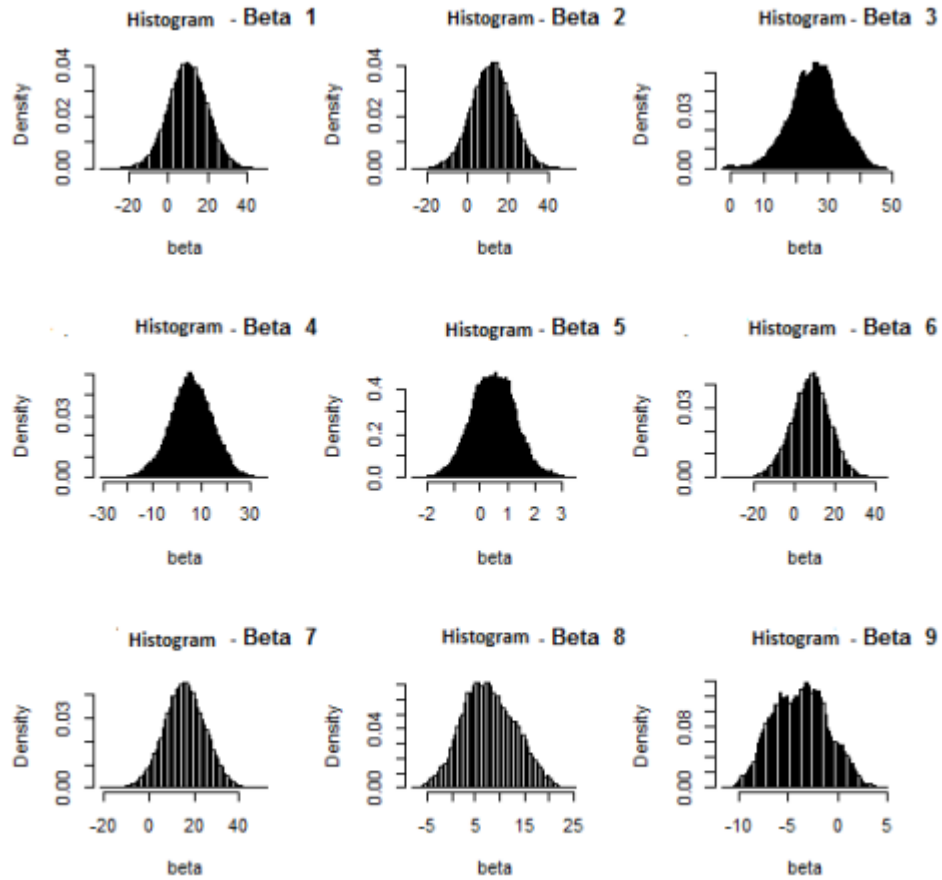 Histogram - Beta 1
Density
0.00 0.02 0.04
-20 0 20 40
beta
Histogram - Beta 2
Density
0.00 0.02 0.04
-20 0 20 40
beta
Histogram - Beta 3
Density
0.00 0.03
0 10 30 50
beta
Histogram - Beta 4
Density
0.00 0.03
-30 -10 10 30
beta
Histogram - Beta 5
Density
0.0 0.2 0.4
-2 0 1 2 3
beta
Histogram - Beta 6
Density
0.00 0.03
-20 0 20 40
beta
Histogram - Beta 7
Density
0.00 0.03
-20 0 20 40
beta
Histogram - Beta 8
Density
0.00 0.04
-5 5 15 25
beta
Histogram - Beta 9
Density
0.00 0.08
-10 -5 0 5
beta